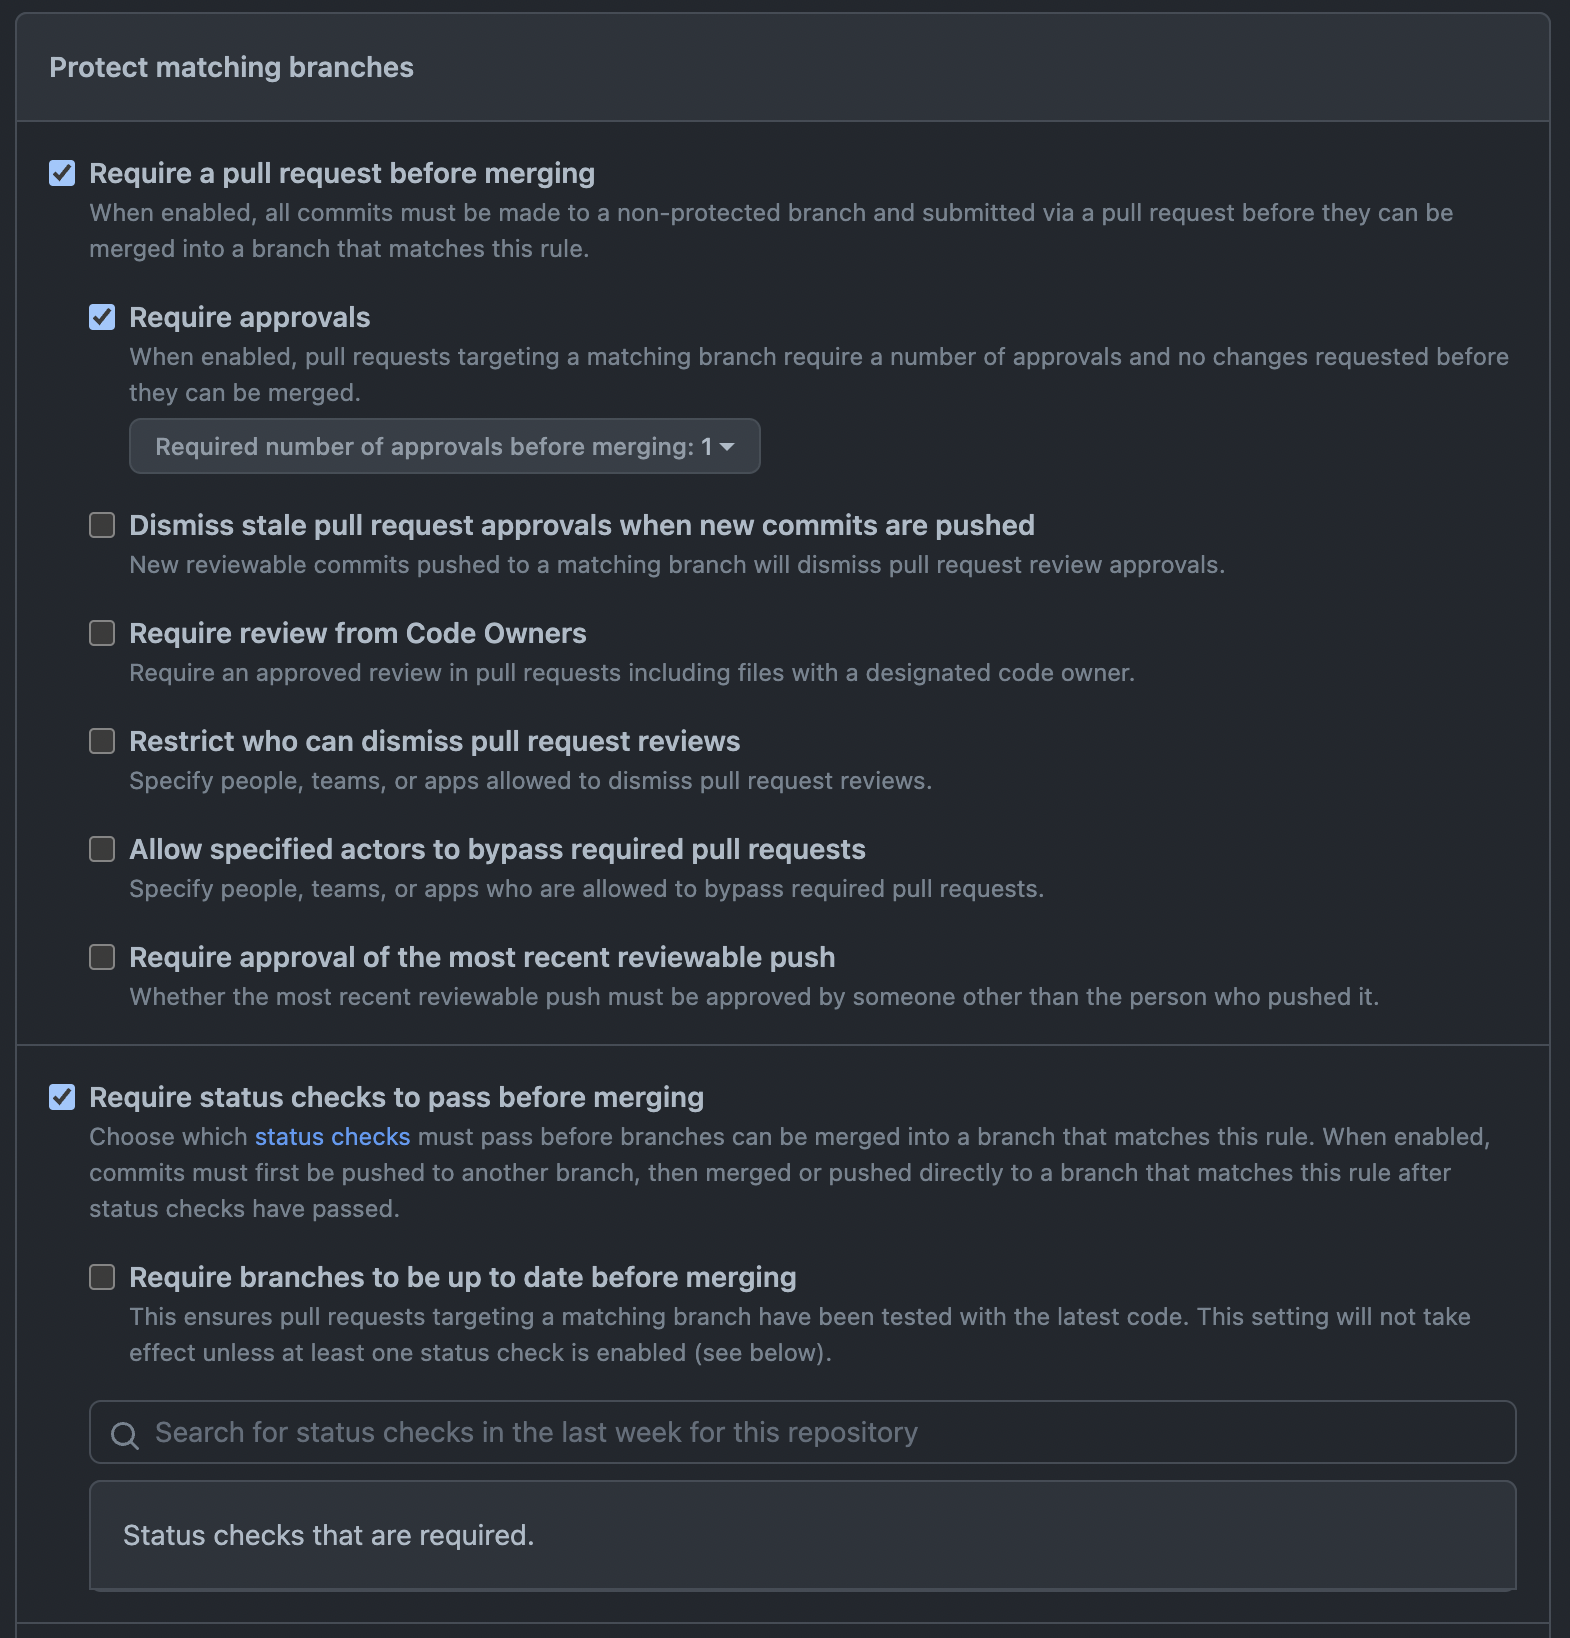 Protect matching branches
Require a pull request before merging
When enabled, all commits must be made to a non-protected branch and submitted via a pull request before they can be
merged into a branch that matches this rule.
Require approvals
When enabled, pull requests targeting a matching branch require a number of approvals and no changes requested before
they can be merged.
Required number of approvals before merging: 1
Dismiss stale pull request approvals when new commits are pushed
New reviewable commits pushed to a matching branch will dismiss pull request review approvals.
Require review from Code Owners
Require an approved review in pull requests including files with a designated code owner.
Restrict who can dismiss pull request reviews
Specify people, teams, or apps allowed to dismiss pull request reviews.
Allow specified actors to bypass required pull requests
Specify people, teams, or apps who are allowed to bypass required pull requests.
Require approval of the most recent reviewable push
Whether the most recent reviewable push must be approved by someone other than the person who pushed it.
Require status checks to pass before merging
Choose which status checks must pass before branches can be merged into a branch that matches this rule. When enabled,
commits must first be pushed to another branch, then merged or pushed directly to a branch that matches this rule after
status checks have passed.
Require branches to be up to date before merging
This ensures pull requests targeting a matching branch have been tested with the latest code. This setting will not take
effect unless at least one status check is enabled (see below).
Search for status checks in the last week for this repository
Status checks that are required.